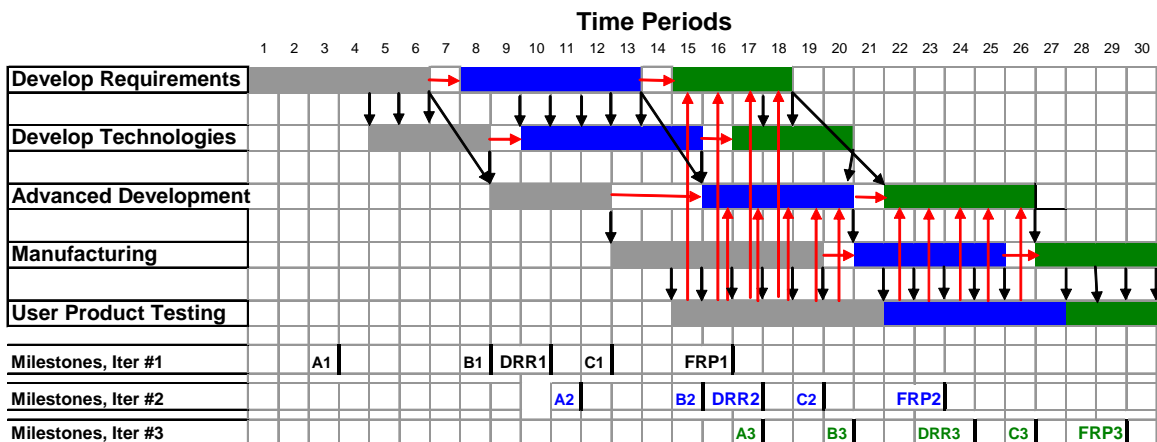 Time Periods
1 2 3 4 5 6 7 8 9 10 11 12 13 14 15 16 17 18 19 20 21 22 23 24 25 26 27 28 29 30
Develop Requirements
Develop Technologies
Advanced Development
Manufacturing
User Product Testing
Milestones, Iter #1 A1 B1 DRR1 C1 FRP1
Milestones, Iter #2 A2 B2 DRR2 C2 FRP2
Milestones, Iter #3 A3 B3 DRR3 C3 FRP3